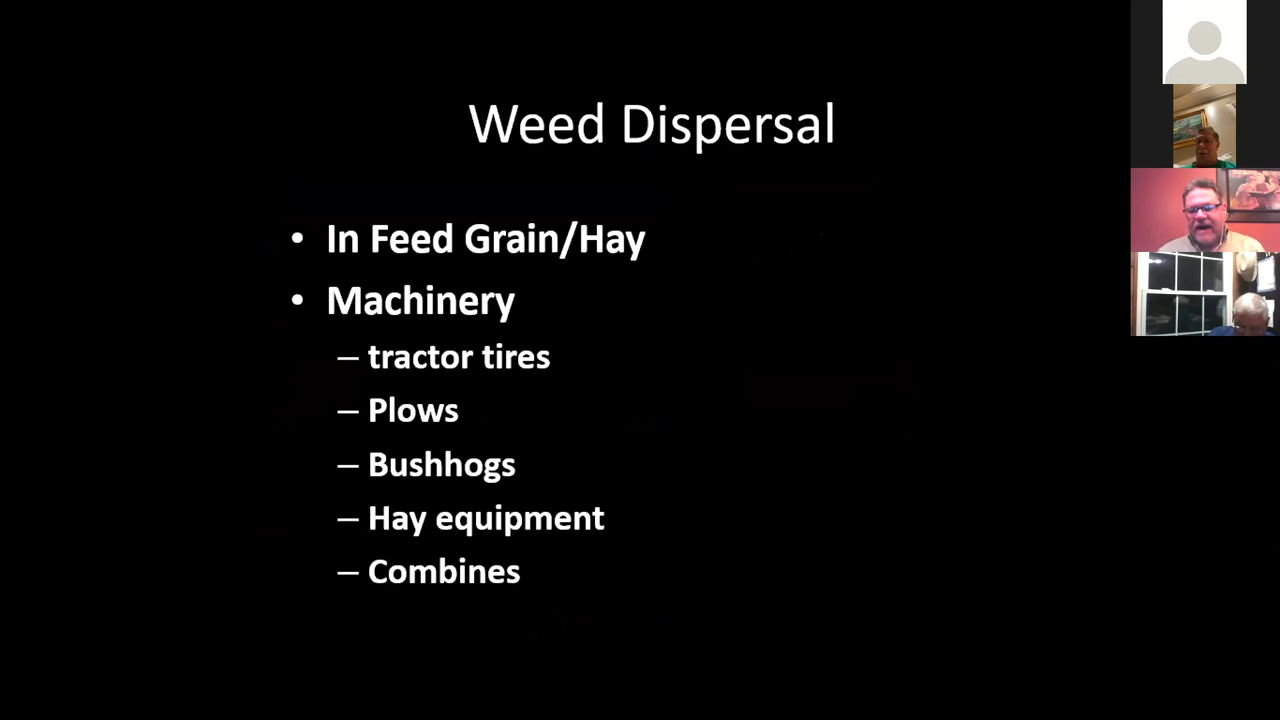 Weed Dispersal
• In Feed Grain/Hay
• Machinery
– tractor tires
– Plows
– Bushhogs
– Hay equipment
– Combines